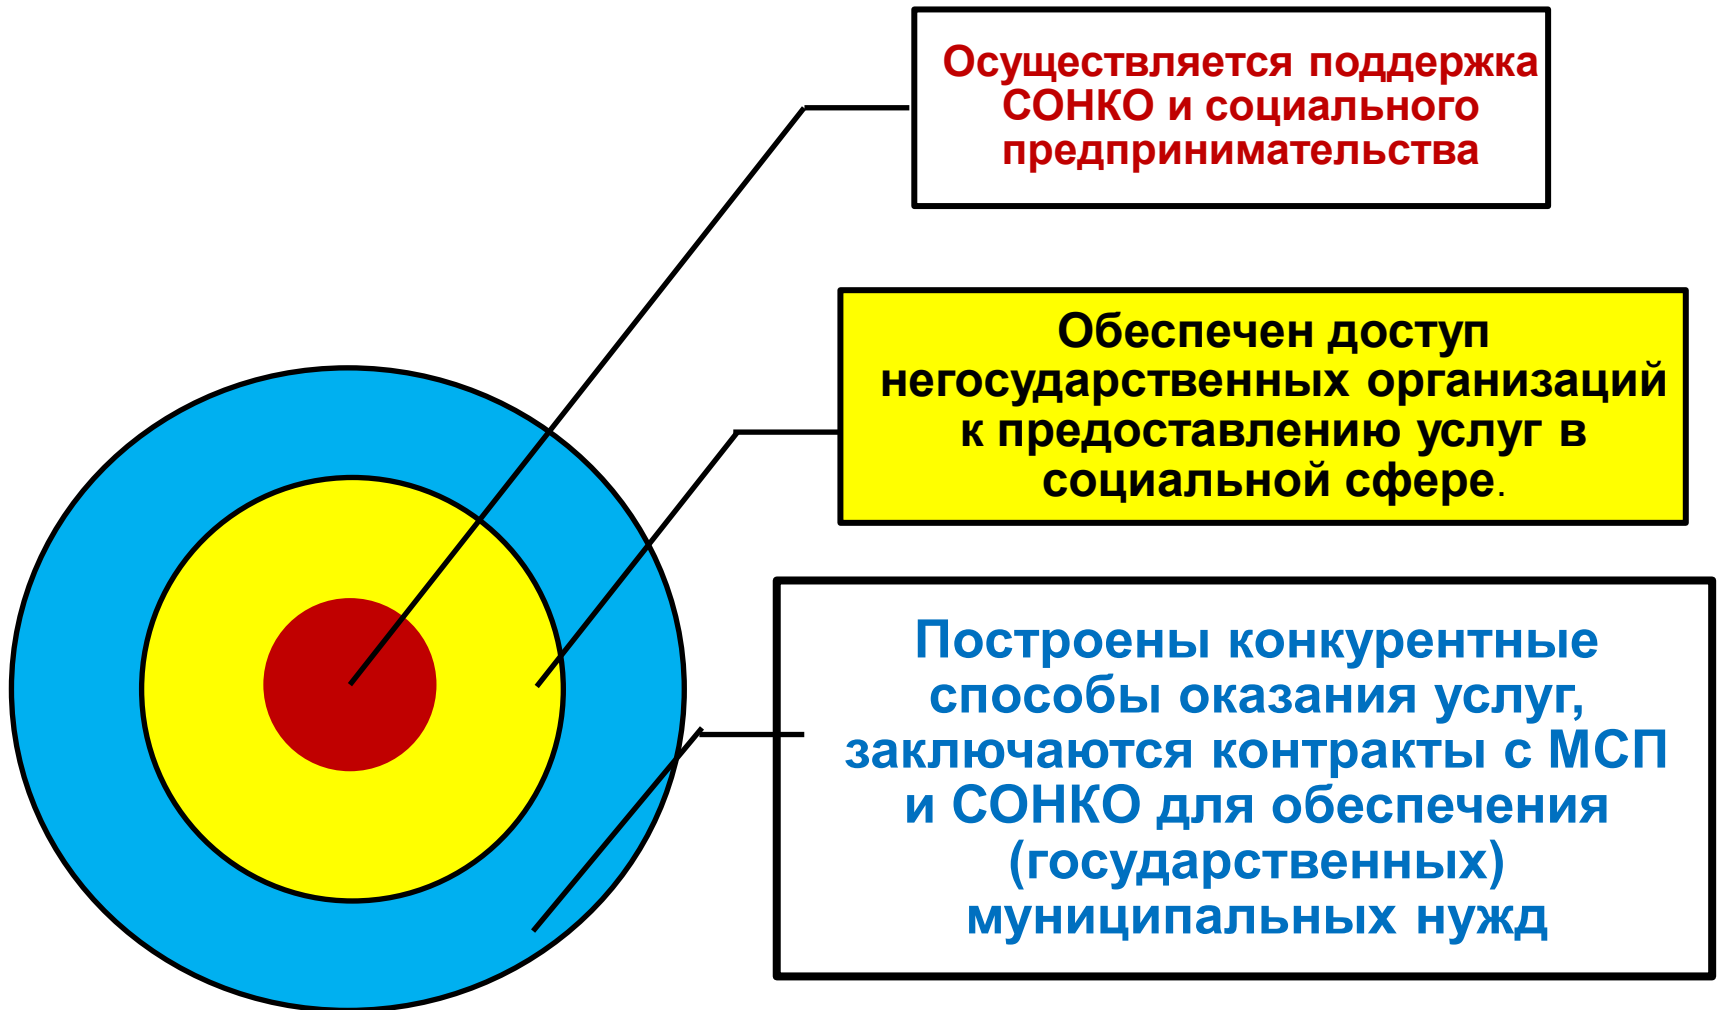 Осуществляется поддержка
СОНКО и социального
предпринимательства
Обеспечен доступ
негосударственных организаций
к предоставлению услуг в
социальной сфере.
Построены конкурентные
способы оказания услуг,
заключаются контракты с МСП
и СОНКО для обеспечения
(государственных)
муниципальных нужд